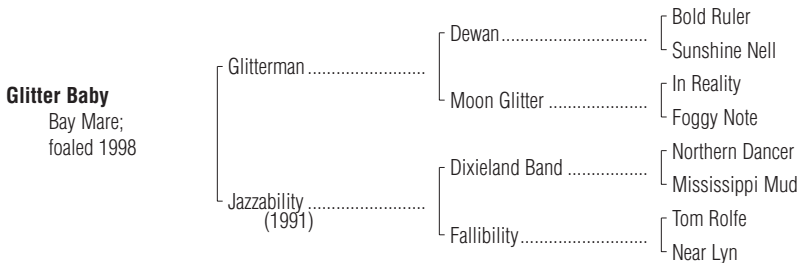 Glitter Baby
Bay Mare;
foaled 1998
Glitterman ........................
Jazzability ........................
(1991)
Dewan..............................
Moon Glitter ....................
Dixieland Band ................
Fallibility..........................
Bold Ruler
Sunshine Nell
In Reality
Foggy Note
Northern Dancer
Mississippi Mud
Tom Rolfe
Near Lyn